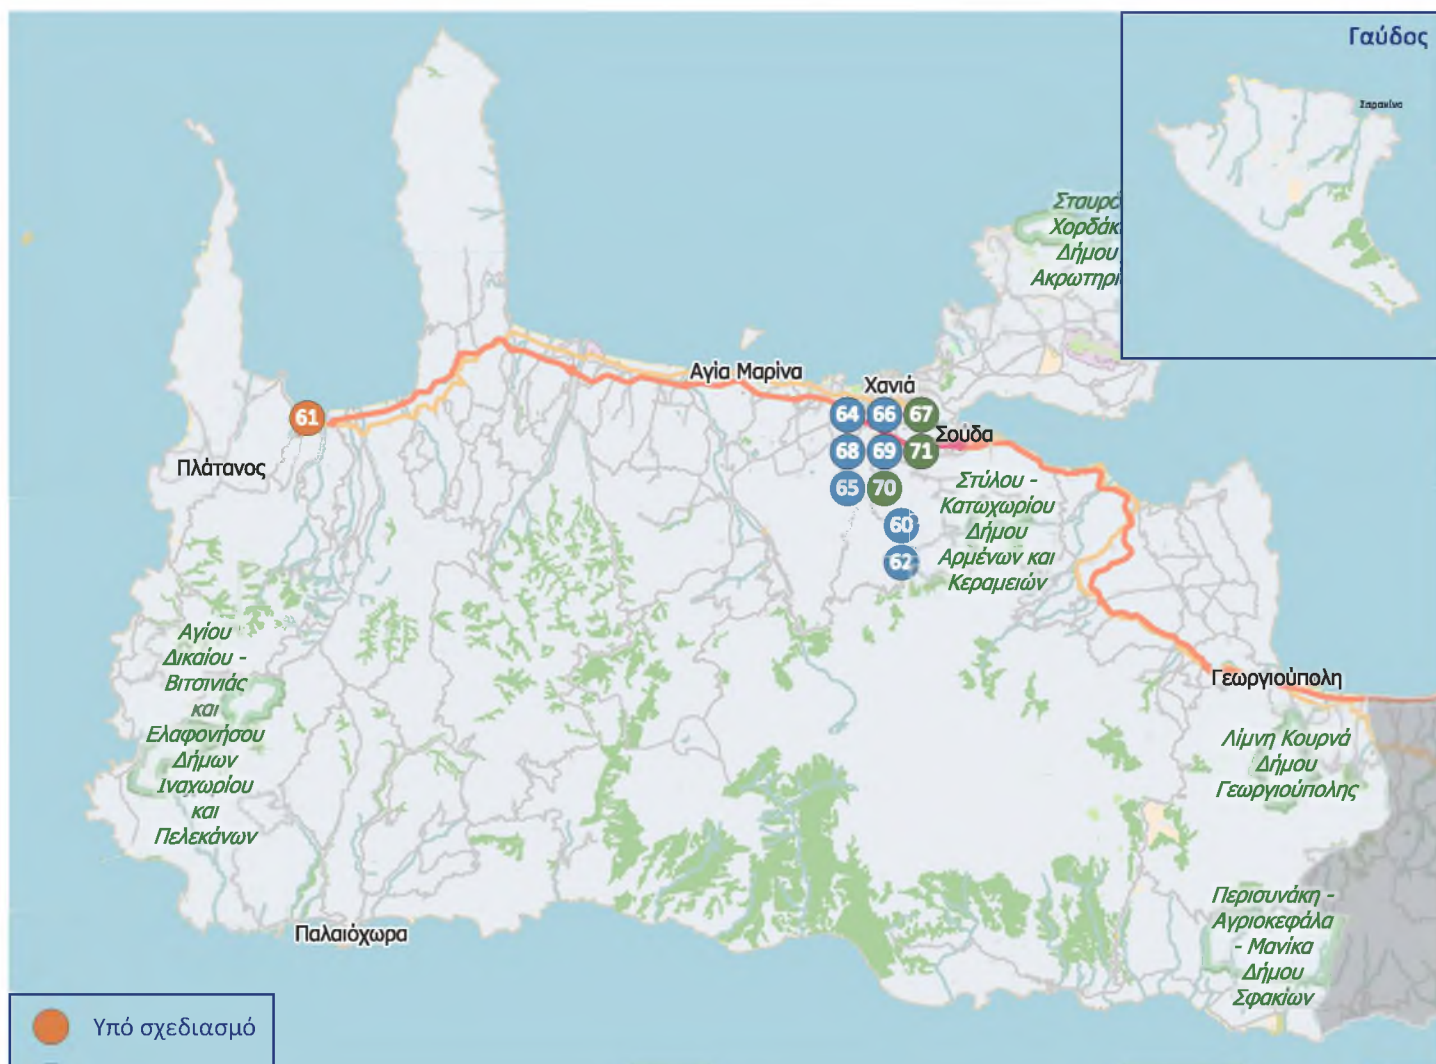 Γαύδος
Σαρακίνο
Χορδάκ
Δήμου
Ακρωτηρι
Αγία Μαρίνα
Χανιά
61
64 66 67
Σούδα
68 69 71
Πλάτανος
65 70
Στύλου -
Κατωχωρίου
60
Δήμου
62
Αρμένων και
Κεραμειών
Αγίου
Δικαίου -
Βιτσινιάς
και
Ελαφονήσου
Δήμων
Ιναχωρίου
και
Πελεκάνων
Γεωργιούπολη
Λίμνη Κουρνά
Δήμου
Γεωργιούπολης
Περισυνάκη -
Αγριοκεφάλα
- Μανίκα
Δήμου
Σφακίων
Παλαιόχωρα
Υπό σχεδιασμό